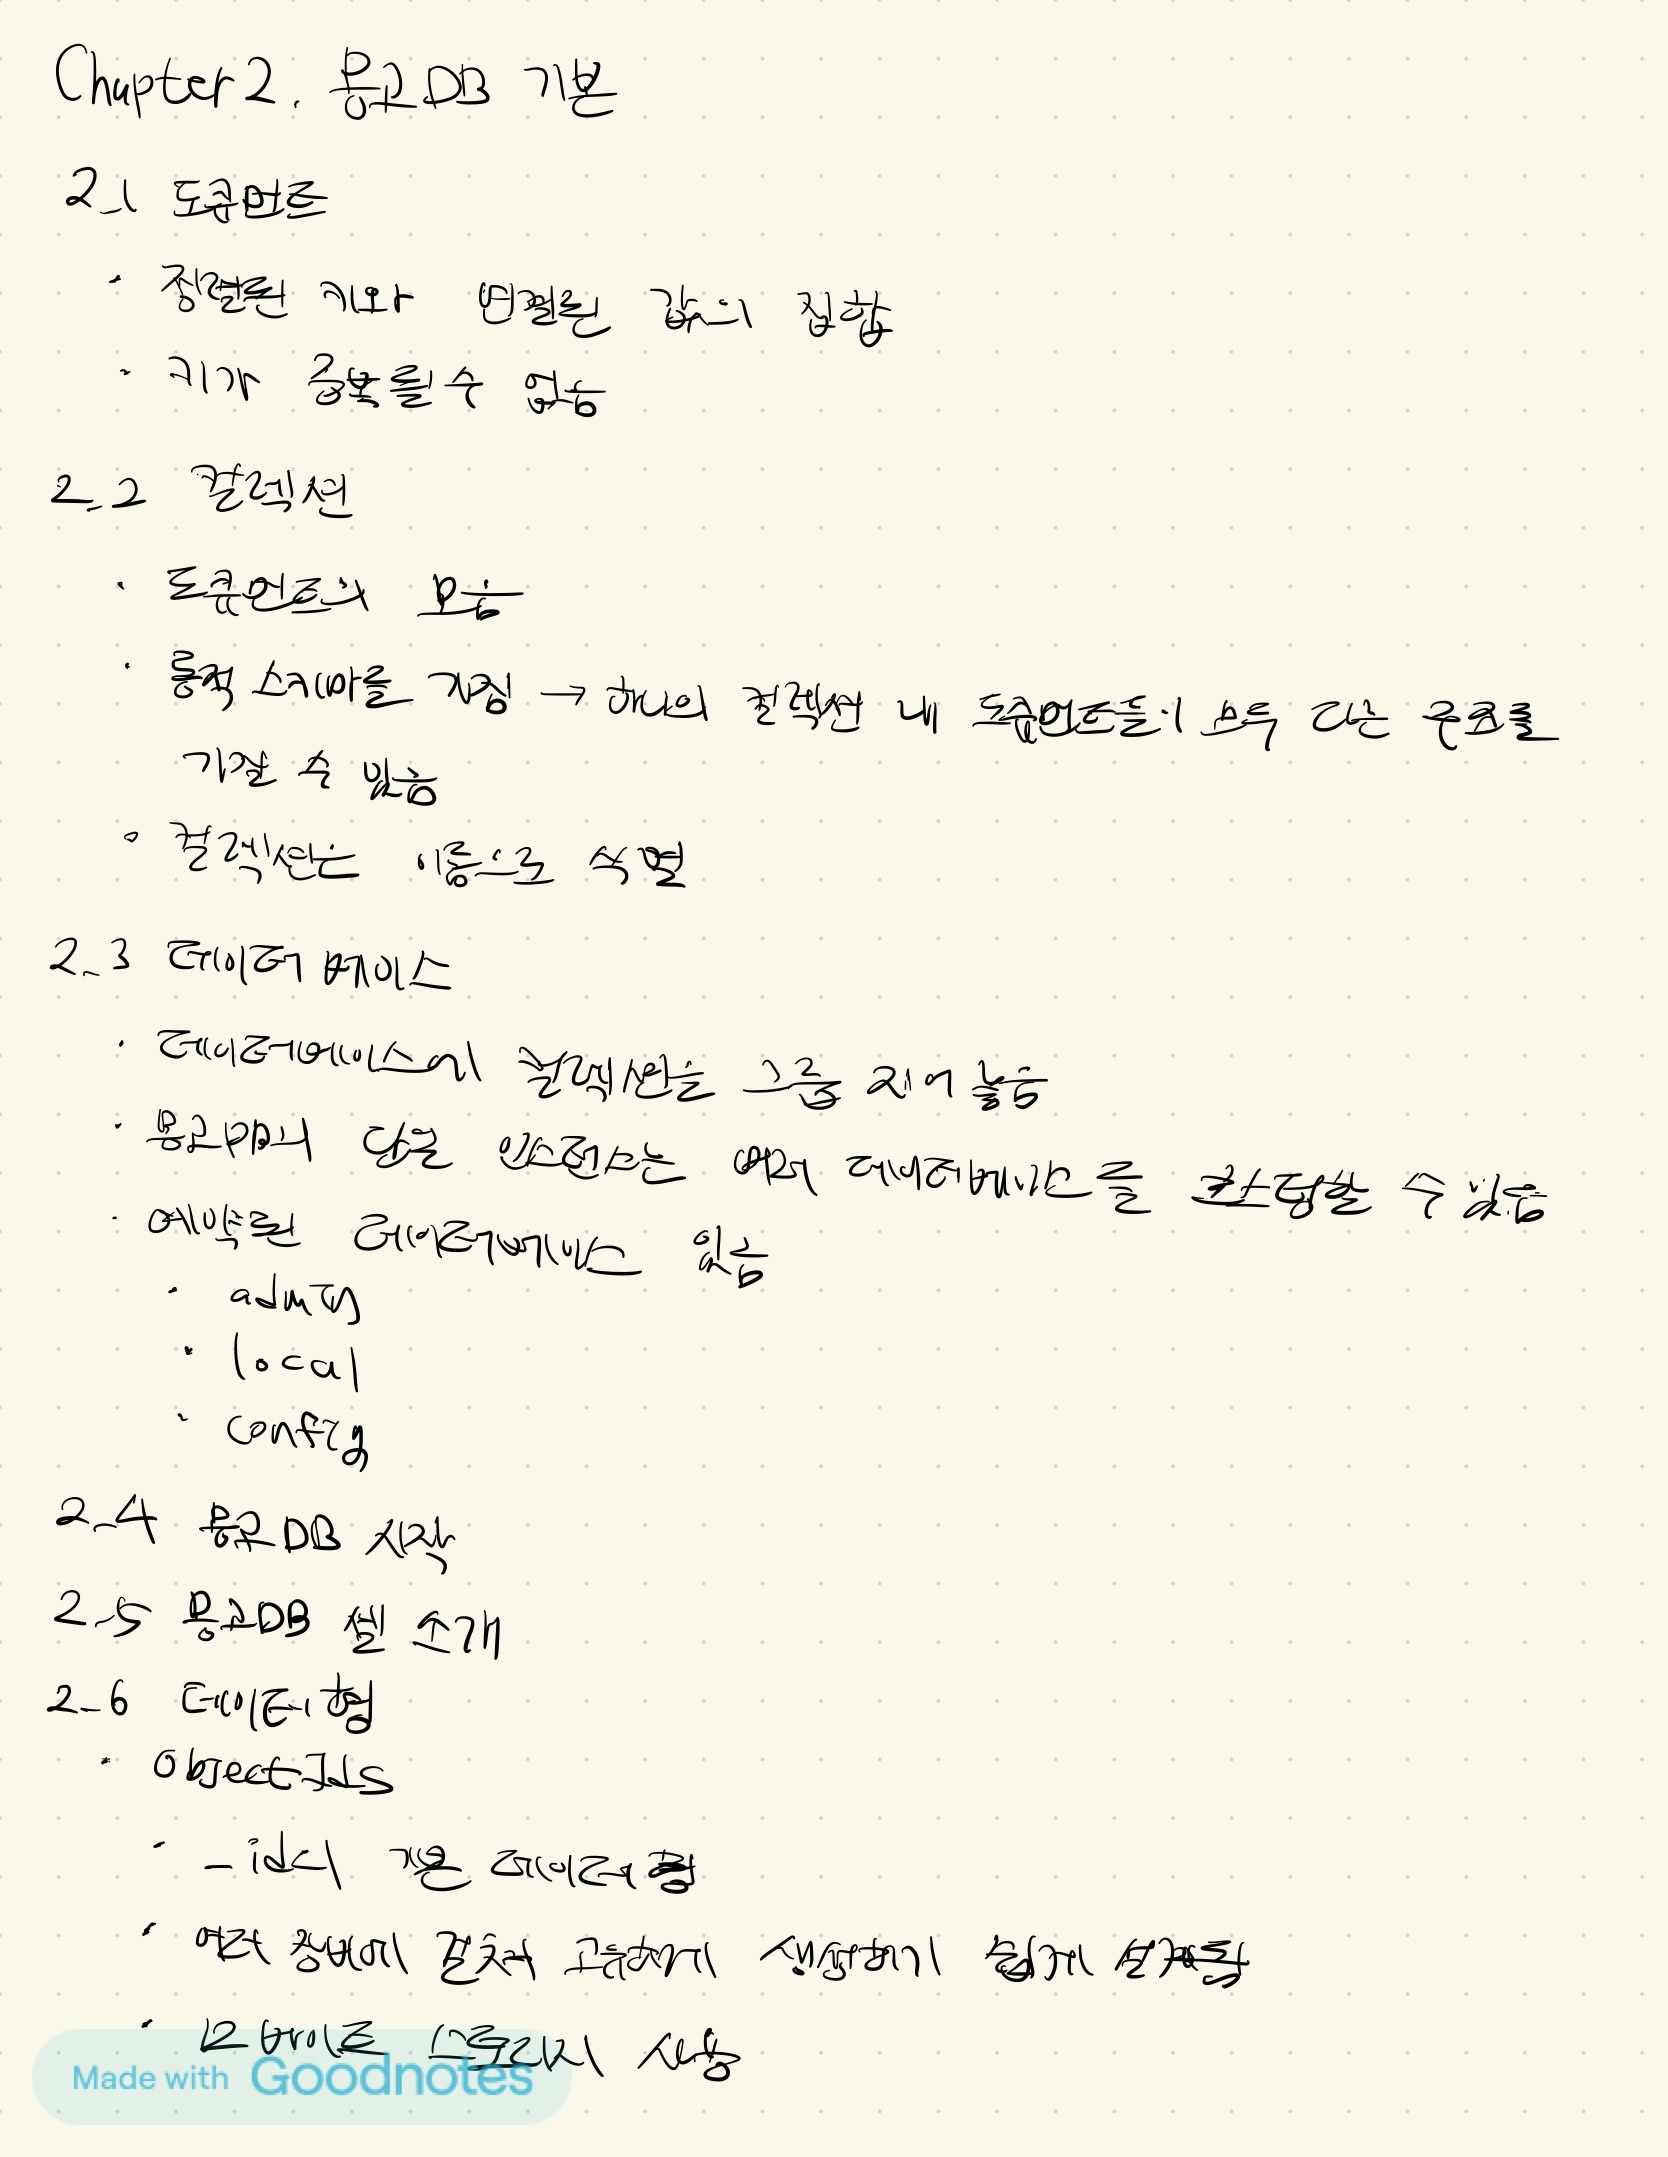 Chapter 2. 몽고DB 기본
2.1 도큐먼트
· 정렬된 키와 연결된 값의 집합
· 키가 중복될 수 없음
2.2 컬렉션
· 도큐먼트의 모음
· 동적 스키마를 가짐 → 하나의 컬렉션 내 도큐먼트들이 모두 다른 구조를
가질 수 있음
· 컬렉션은 이름으로 식별
2.3 데이터베이스
· 데이터베이스에 컬렉션을 그룹 지어 놓음
· 몽고DB의 단일 인스턴스는 여러 데이터베이스를 호스팅할 수 있음
· 예약된 데이터베이스 있음
· admin
· local
· config
2.4 몽고DB 시작
2.5 몽고DB 셸 소개
2.6 데이터형
· ObjectIds
· _id의 기본 데이터형
· 여러 장비에 걸쳐 고유하게 생성하기 쉽게 설계됨
· 12바이트 스토리지 사용
Made with Goodnotes